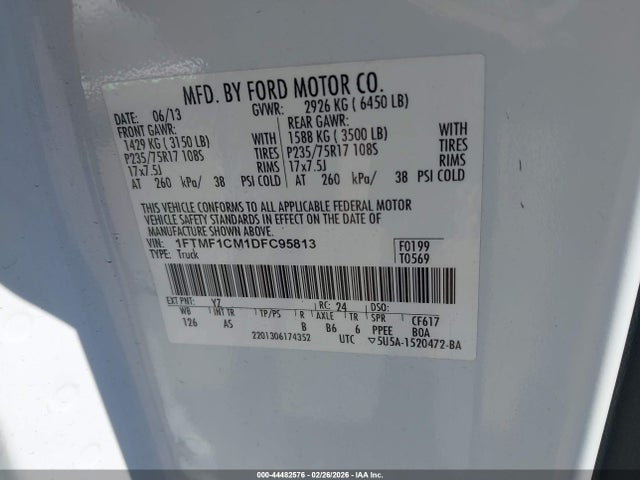 MFD. BY FORD MOTOR CO.
DATE: 06/13 GVWR: 2926 KG ( 6450 LB)
FRONT GAWR: REAR GAWR:
1429 KG ( 3150 LB) WITH 1588 KG ( 3500 LB) WITH
P235/75R17 108S TIRES P235/75R17 108S TIRES
17x7.5J RIMS 17x7.5J RIMS
AT 260 kPa/ 38 PSI COLD AT 260 kPa/ 38 PSI COLD
THIS VEHICLE CONFORMS TO ALL APPLICABLE FEDERAL MOTOR
VEHICLE SAFETY STANDARDS IN EFFECT ON THE DATE OF
MANUFACTURE SHOWN ABOVE.
VIN: 1FTMF1CM1DFC95813 F0199
TYPE: Truck T0569
EXT PNT: YZ RC: 24 DSO:
WB INT TR TP/PS R AXLE TR SPR CF617
126 AS B B6 6 PPEE BOA
2201306174352 UTC ▽5U5A-1520472-BA
000-44482576 - 02/26/2026 - IAA Inc.